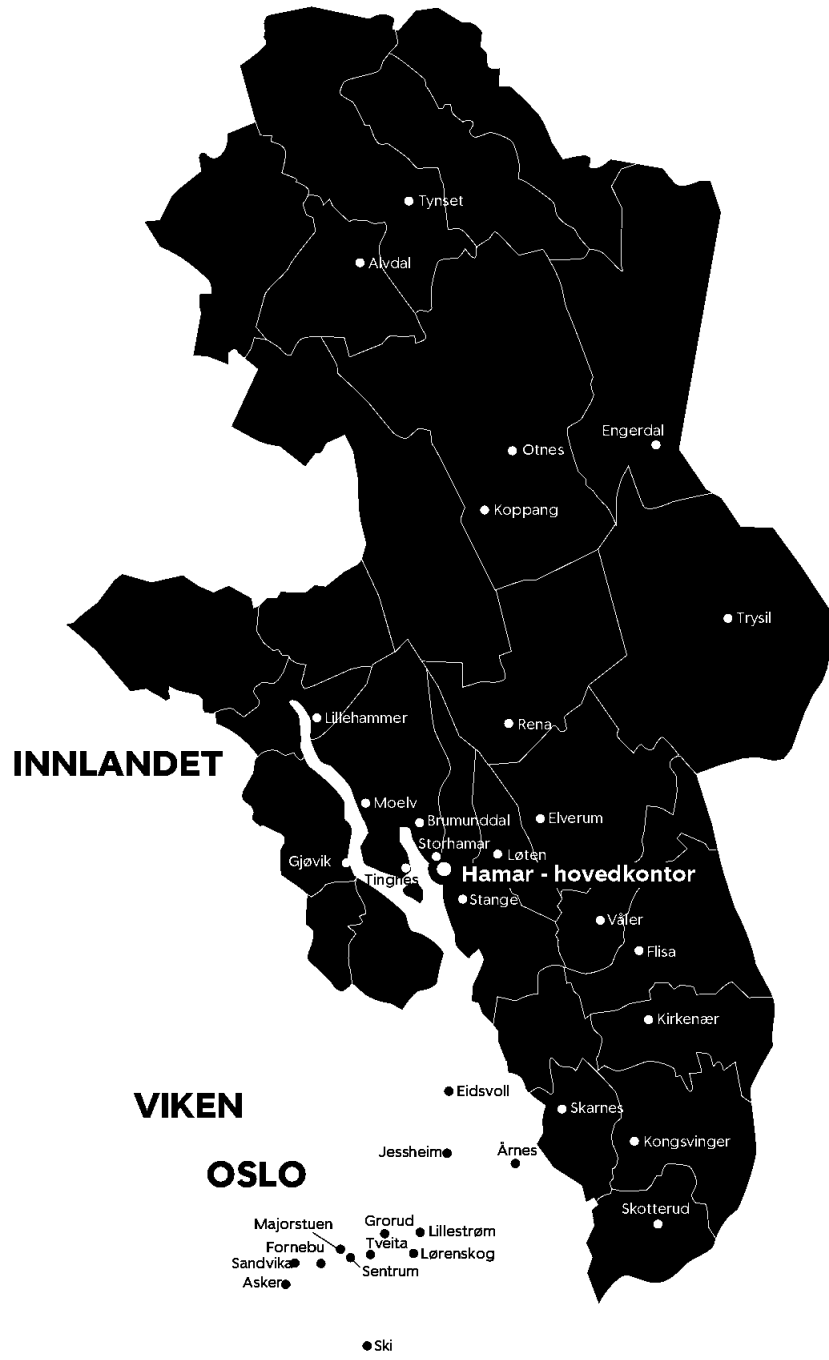 Tynset
Alvdal
Engerdal
Otnes
Koppang
Trysil
Lillehammer
Rena
INNLANDET
Moelv
Brumunddal
Elverum
Storhamar
Løten
Gjøvik
Tingnes
Hamar - hovedkontor
Stange
Våler
Flisa
Kirkenær
Eidsvoll
VIKEN
Skarnes
Kongsvinger
Jessheim
Årnes
OSLO
Skotterud
Majorstuen
Grorud
Lillestrøm
Fornebu
Tveita
Lørenskog
Sandvika
Sentrum
Asker
Ski